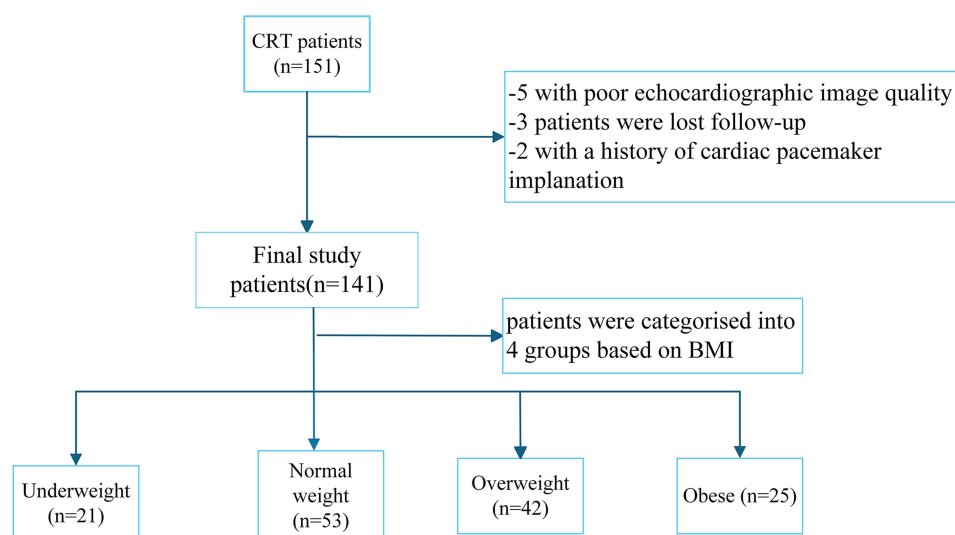 CRT patients
(n=151)
-5 with poor echocardiographic image quality
-3 patients were lost follow-up
-2 with a history of cardiac pacemaker
implanation
Final study
patients(n=141)
patients were categorised into
4 groups based on BMI
Underweight
(n=21)
Normal
weight
(n=53)
Overweight
(n=42)
Obese (n=25)